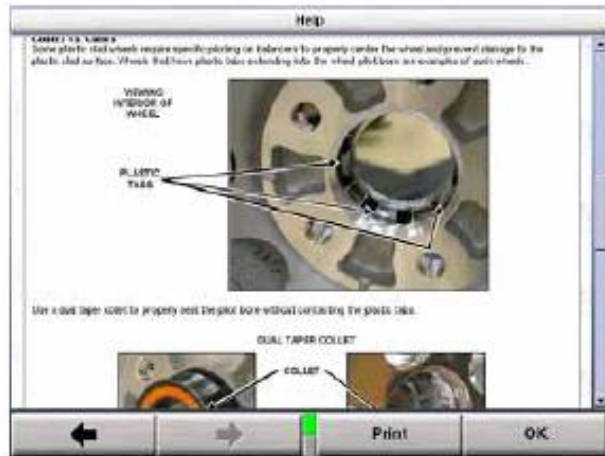 Help
Collet vs. Cones
Some plastic clad wheels require specific piloting on balancers to properly center the wheel and prevent damage to the
plastic clad surface. Wheels that have plastic tabs extending into the wheel pilot bore are examples of such wheels.
VIEWING
INTERIOR OF
WHEEL
PLASTIC
TABS
Use a dual taper collet to properly seat the pilot bore without contacting the plastic tabs.
DUAL TAPER COLLET
COLLET
Print
OK